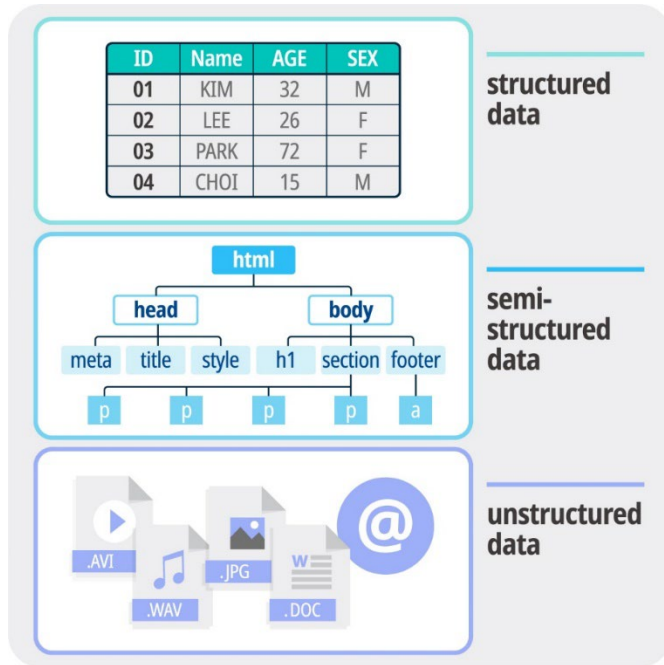 ID Name AGE SEX
01 KIM 32 M
02 LEE 26 F
03 PARK 72 F
04 CHOI 15 M
structured
data
html
head body
meta title style h1 section footer
p p p p a
semi-
structured
data
.AVI
.WAV
.JPG
W
.DOC
@
unstructured
data